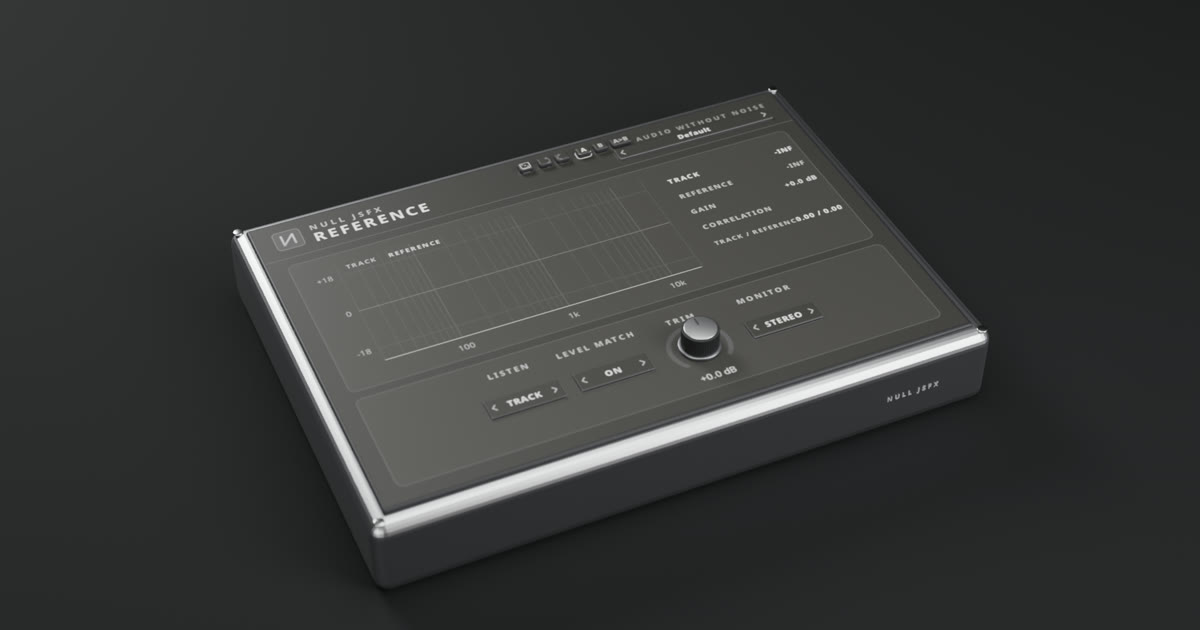 NULL JSFX
REFERENCE
A
B
A>B
AUDIO WITHOUT NOISE
< Default >
TRACK REFERENCE
+18
0
-18
100
1k
10k
TRACK -INF
REFERENCE -INF
GAIN +0.0 dB
CORRELATION
TRACK / REFERENC0.00 / 0.00
LISTEN
< TRACK >
LEVEL MATCH
< ON >
TRIM
+0.0 dB
MONITOR
< STEREO >
NULL JSFX